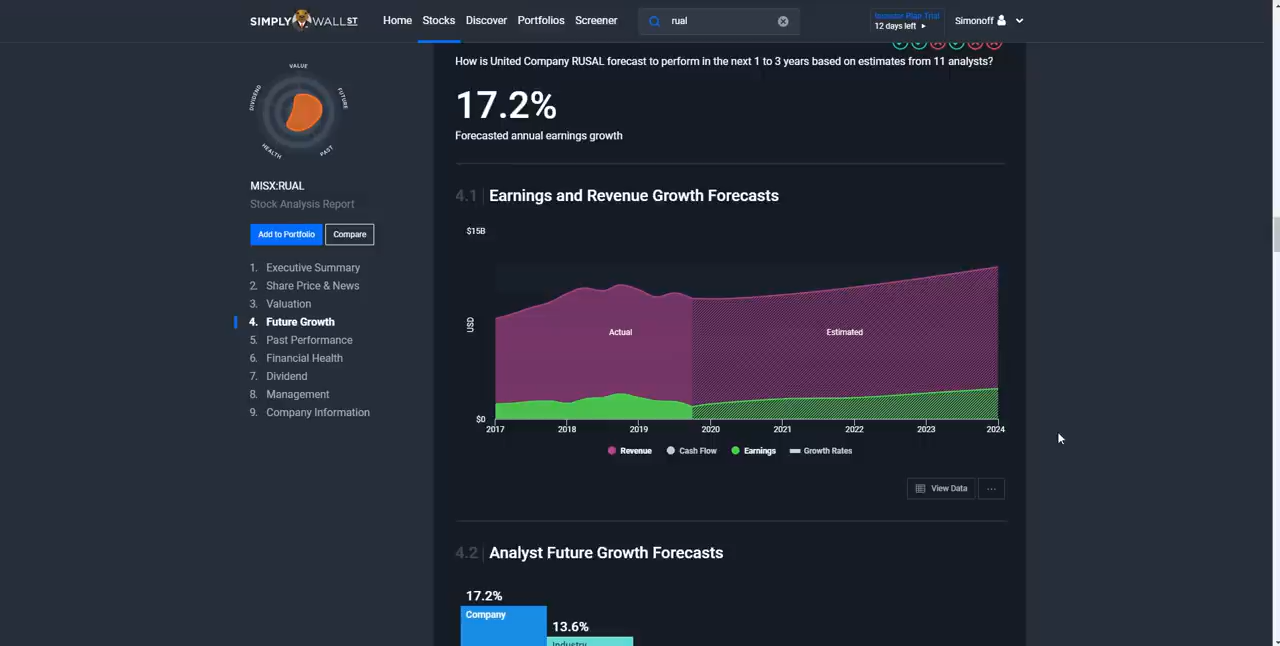 SIMPLY WALL ST
Home Stocks Discover Portfolios Screener
rual
Investor Plan Trial
12 days left ▸
Simonoff
VALUE
FUTURE
PAST
HEALTH
DIVIDEND
MISX:RUAL
Stock Analysis Report
Add to Portfolio
Compare
1. Executive Summary
2. Share Price & News
3. Valuation
4. Future Growth
5. Past Performance
6. Financial Health
7. Dividend
8. Management
9. Company Information
How is United Company RUSAL forecast to perform in the next 1 to 3 years based on estimates from 11 analysts?
17.2%
Forecasted annual earnings growth
4.1 Earnings and Revenue Growth Forecasts
$15B
USD
Actual
Estimated
$0
2017 2018 2019 2020 2021 2022 2023 2024
Revenue Cash Flow Earnings Growth Rates
View Data
...
4.2 Analyst Future Growth Forecasts
17.2%
Company
13.6%
Industry